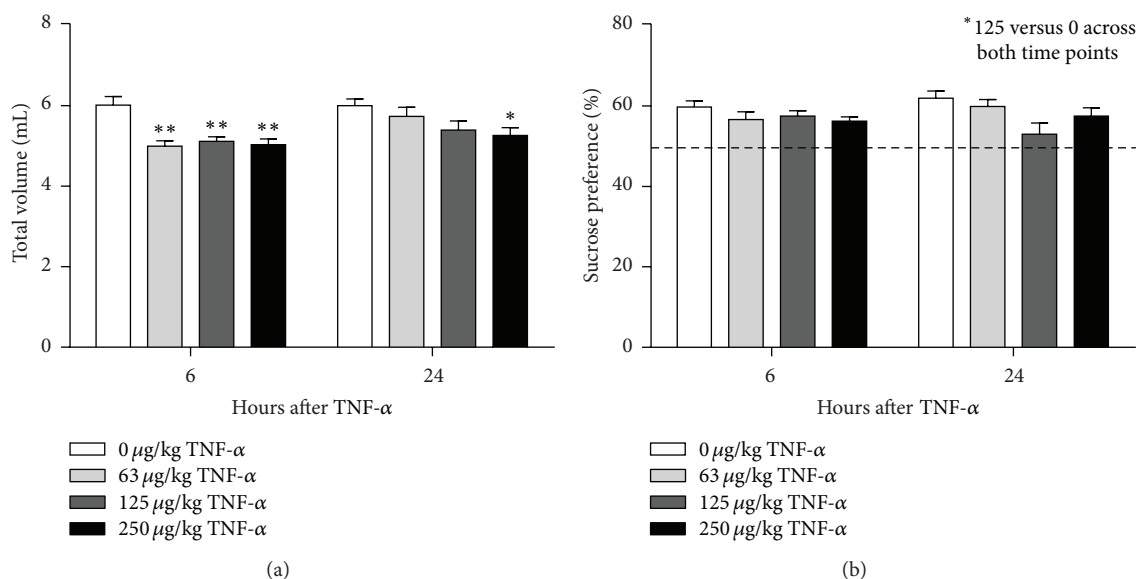 8
6
4
2
0
Total volume (mL)
**
**
**
*
6
24
Hours after TNF-α
0 μg/kg TNF-α
63 μg/kg TNF-α
125 μg/kg TNF-α
250 μg/kg TNF-α
(a)
80
60
40
20
0
Sucrose preference (%)
*125 versus 0 across
both time points
6
24
Hours after TNF-α
0 μg/kg TNF-α
63 μg/kg TNF-α
125 μg/kg TNF-α
250 μg/kg TNF-α
(b)